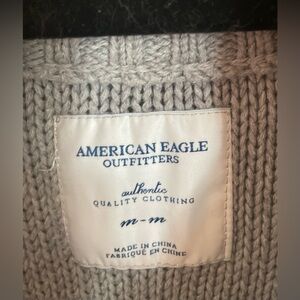 AMERICAN EAGLE
OUTFITTERS
authentic
QUALITY CLOTHING
m - m
MADE IN CHINA
FABRIQUÉ EN CHINE